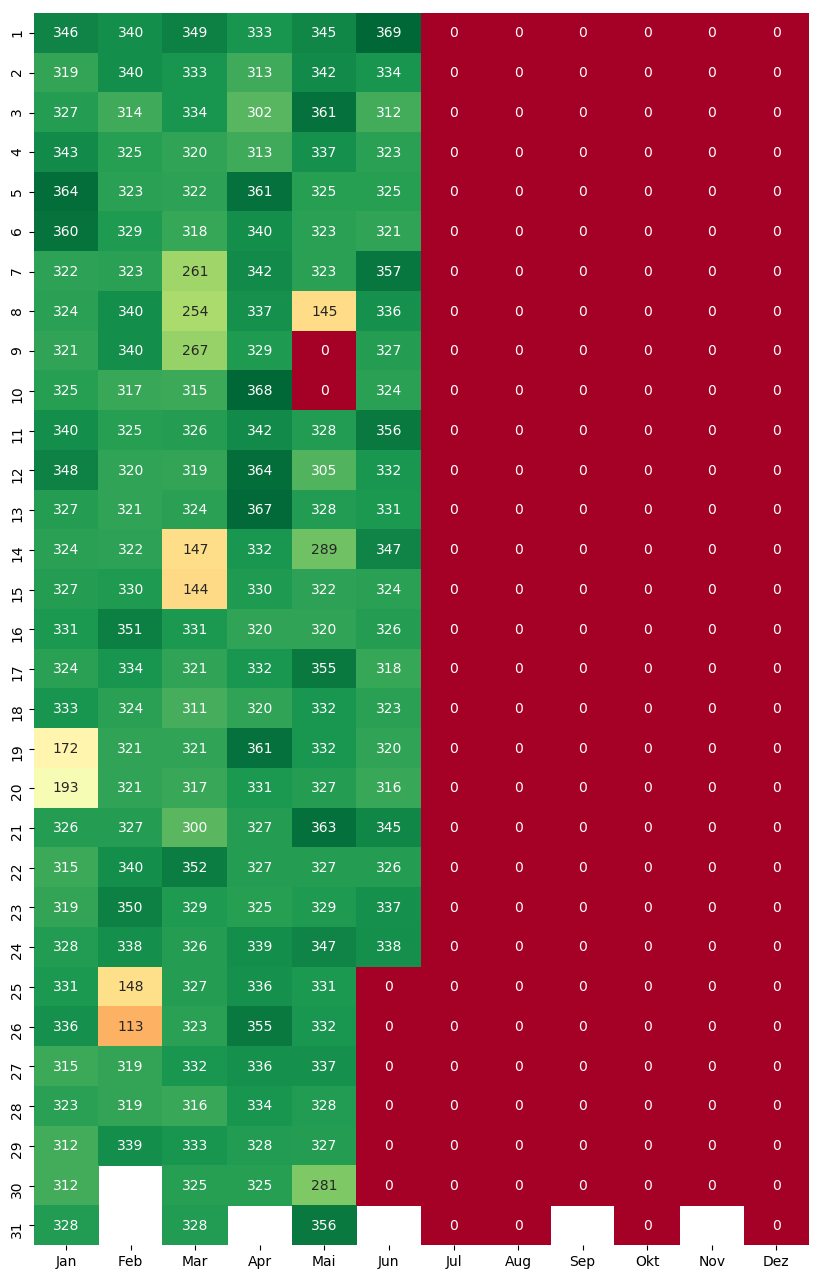 1 346 340 349 333 345 369 0 0 0 0 0 0
2 319 340 333 313 342 334 0 0 0 0 0 0
3 327 314 334 302 361 312 0 0 0 0 0 0
4 343 325 320 313 337 323 0 0 0 0 0 0
5 364 323 322 361 325 325 0 0 0 0 0 0
6 360 329 318 340 323 321 0 0 0 0 0 0
7 322 323 261 342 323 357 0 0 0 0 0 0
8 324 340 254 337 145 336 0 0 0 0 0 0
9 321 340 267 329 0 327 0 0 0 0 0 0
10 325 317 315 368 0 324 0 0 0 0 0 0
11 340 325 326 342 328 356 0 0 0 0 0 0
12 348 320 319 364 305 332 0 0 0 0 0 0
13 327 321 324 367 328 331 0 0 0 0 0 0
14 324 322 147 332 289 347 0 0 0 0 0 0
15 327 330 144 330 322 324 0 0 0 0 0 0
16 331 351 331 320 320 326 0 0 0 0 0 0
17 324 334 321 332 355 318 0 0 0 0 0 0
18 333 324 311 320 332 323 0 0 0 0 0 0
19 172 321 321 361 332 320 0 0 0 0 0 0
20 193 321 317 331 327 316 0 0 0 0 0 0
21 326 327 300 327 363 345 0 0 0 0 0 0
22 315 340 352 327 327 326 0 0 0 0 0 0
23 319 350 329 325 329 337 0 0 0 0 0 0
24 328 338 326 339 347 338 0 0 0 0 0 0
25 331 148 327 336 331 0 0 0 0 0 0 0
26 336 113 323 355 332 0 0 0 0 0 0 0
27 315 319 332 336 337 0 0 0 0 0 0 0
28 323 319 316 334 328 0 0 0 0 0 0 0
29 312 339 333 328 327 0 0 0 0 0 0 0
30 312 325 325 281 0 0 0 0 0 0 0
31 328 328 356 0 0 0 0
Jan Feb Mar Apr Mai Jun Jul Aug Sep Okt Nov Dez